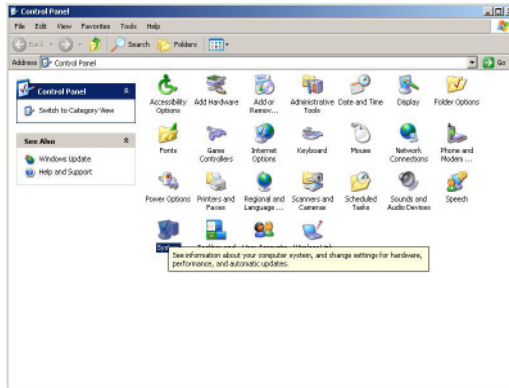 Control Panel
File Edit View Favorites Tools Help
Back Search Folders
Address Control Panel Go
Control Panel
Switch to Category View
See Also
Windows Update
Help and Support
Accessibility Options
Add Hardware
Add or Remov...
Administrative Tools
Date and Time
Display
Folder Options
Fonts
Game Controllers
Internet Options
Keyboard
Mouse
Network Connections
Phone and Modem ...
Power Options
Printers and Faxes
Regional and Language ...
Scanners and Cameras
Scheduled Tasks
Sounds and Audio Devices
Speech
System
See information about your computer system, and change settings for hardware,
performance, and automatic updates.